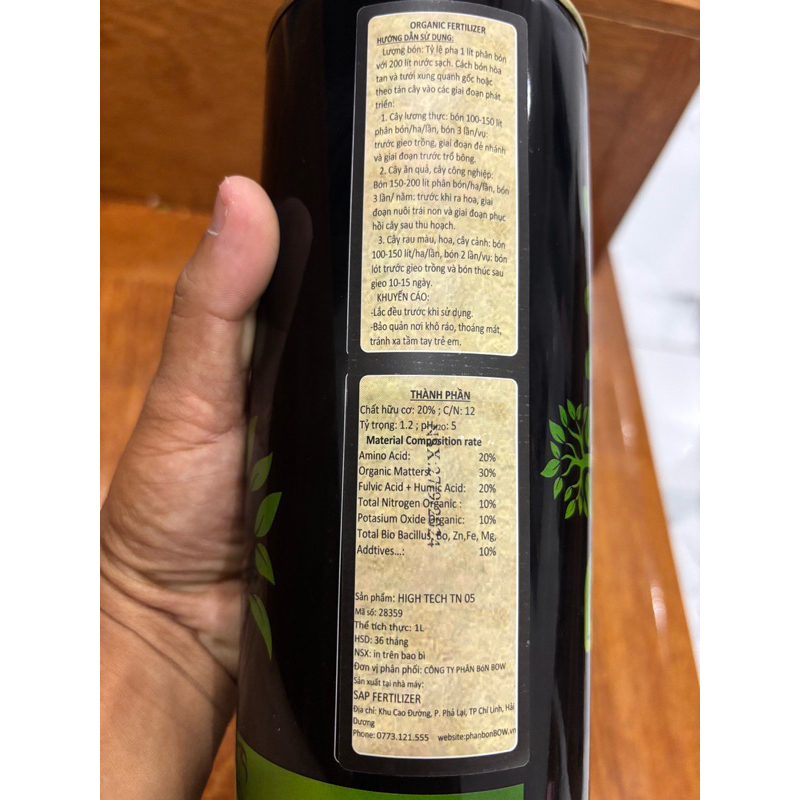 ORGANIC FERTILIZER
HƯỚNG DẪN SỬ DỤNG:
Lượng bón: Tỷ lệ pha 1 lít phân bón
với 200 lít nước sạch. Cách bón hòa
tan và tưới xung quanh gốc hoặc
theo tán cây vào các giai đoạn phát
triển:
1. Cây lương thực: bón 100-150 lít
phân bón/ha/lần, bón 3 lần/vụ:
trước gieo trồng, giai đoạn đẻ nhánh
và giai đoạn trước trổ bông.
2. Cây ăn quả, cây công nghiệp:
Bón 150-200 lít phân bón/ha/lần, bón
3 lần/ năm: trước khi ra hoa, giai
đoạn nuôi trái non và giai đoạn phục
hồi cây sau thu hoạch.
3. Cây rau màu, hoa, cây cảnh: bón
100-150 lít/ha/lần, bón 2 lần/vụ: bón
lót trước gieo trồng và bón thúc sau
gieo 10-15 ngày.
KHUYẾN CÁO:
-Lắc đều trước khi sử dụng.
-Bảo quản nơi khô ráo, thoáng mát,
tránh xa tầm tay trẻ em.
THÀNH PHẦN
Chất hữu cơ: 20% ; C/N: 12
Tỷ trọng: 1.2 ; pHH20: 5
Material Composition rate
Amino Acid: 20%
Organic Matters: 30%
Fulvic Acid + Humic Acid: 20%
Total Nitrogen Organic : 10%
Potasium Oxide Organic: 10%
Total Bio Bacillus, Bo, Zn,Fe, Mg,
Addtives...: 10%
Sản phẩm: HIGH TECH TN 05
Mã số: 28359
Thể tích thực: 1L
HSD: 36 tháng
NSX: in trên bao bì
Đơn vị phân phối: CÔNG TY PHÂN BÓN BOW
Sản xuất tại nhà máy:
SAP FERTILIZER
Địa chỉ: Khu Cao Đường, P. Phả Lại, TP Chí Linh, Hải
Dương
Phone: 0773.121.555 website:phanbonBOW.vn